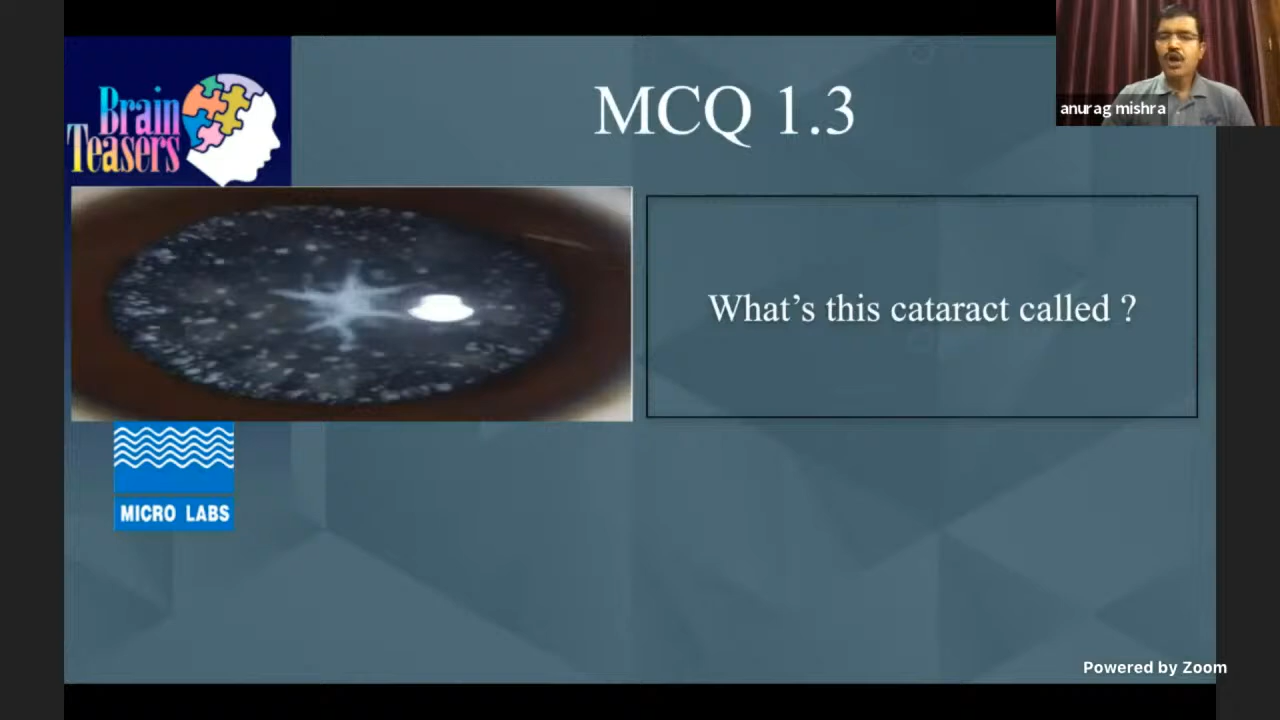 Brain
Teasers
MCQ 1.3
anurag mishra
What's this cataract called ?
MICRO LABS
Powered by Zoom